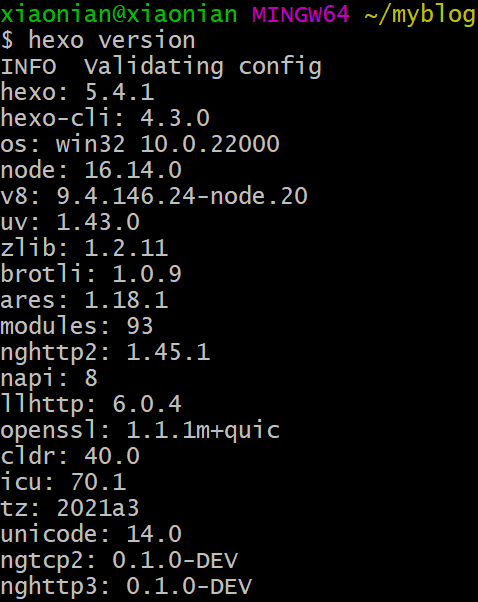 xiaonian@xiaonian MINGW64 ~/myblog
$ hexo version
INFO  Validating config
hexo: 5.4.1
hexo-cli: 4.3.0
os: win32 10.0.22000
node: 16.14.0
v8: 9.4.146.24-node.20
uv: 1.43.0
zlib: 1.2.11
brotli: 1.0.9
ares: 1.18.1
modules: 93
nghttp2: 1.45.1
napi: 8
llhttp: 6.0.4
openssl: 1.1.1m+quic
cldr: 40.0
icu: 70.1
tz: 2021a3
unicode: 14.0
ngtcp2: 0.1.0-DEV
nghttp3: 0.1.0-DEV